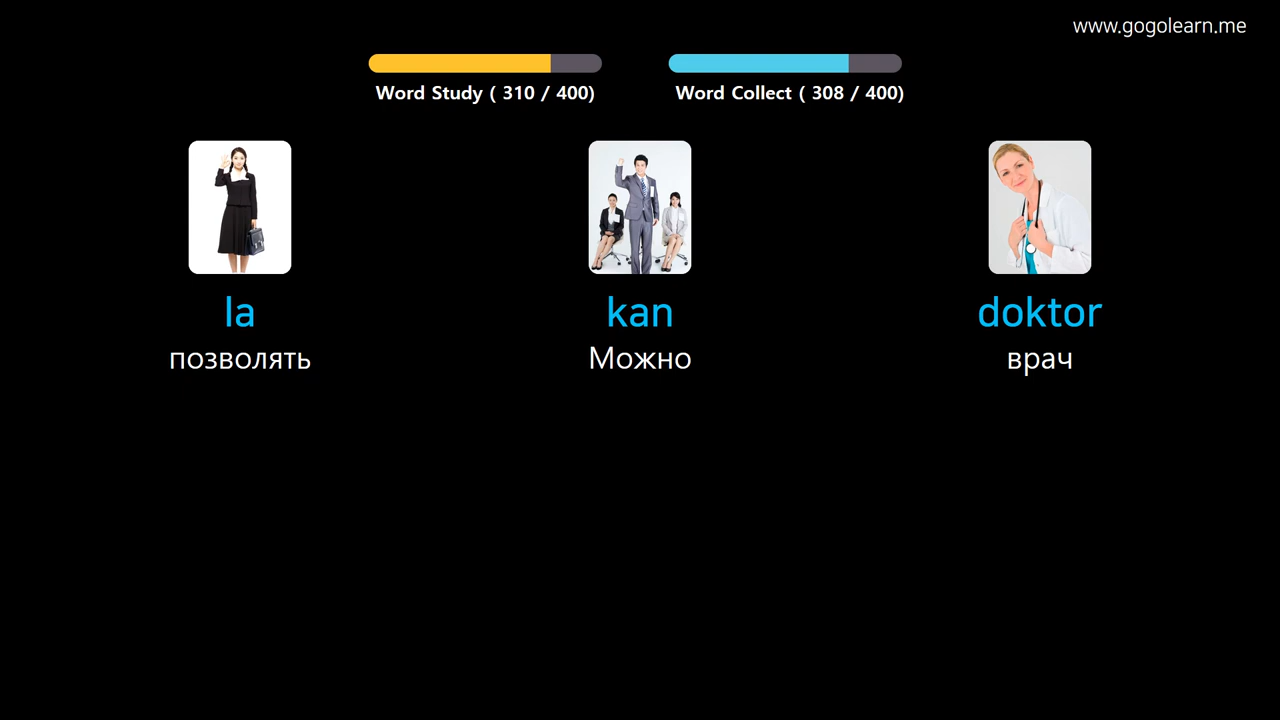 www.gogolearn.me
Word Study ( 310 / 400)
Word Collect ( 308 / 400)
la
kan
doktor
позволять
Можно
врач